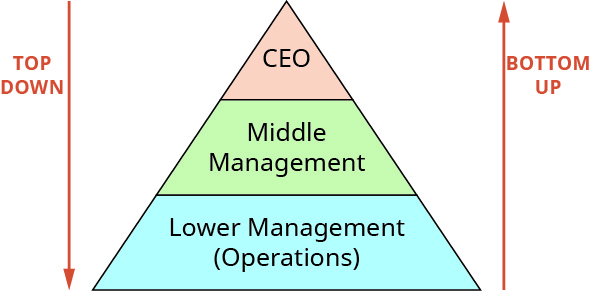 CEO
TOP
DOWN
BOTTOM
UP
Middle
Management
Lower Management
(Operations)